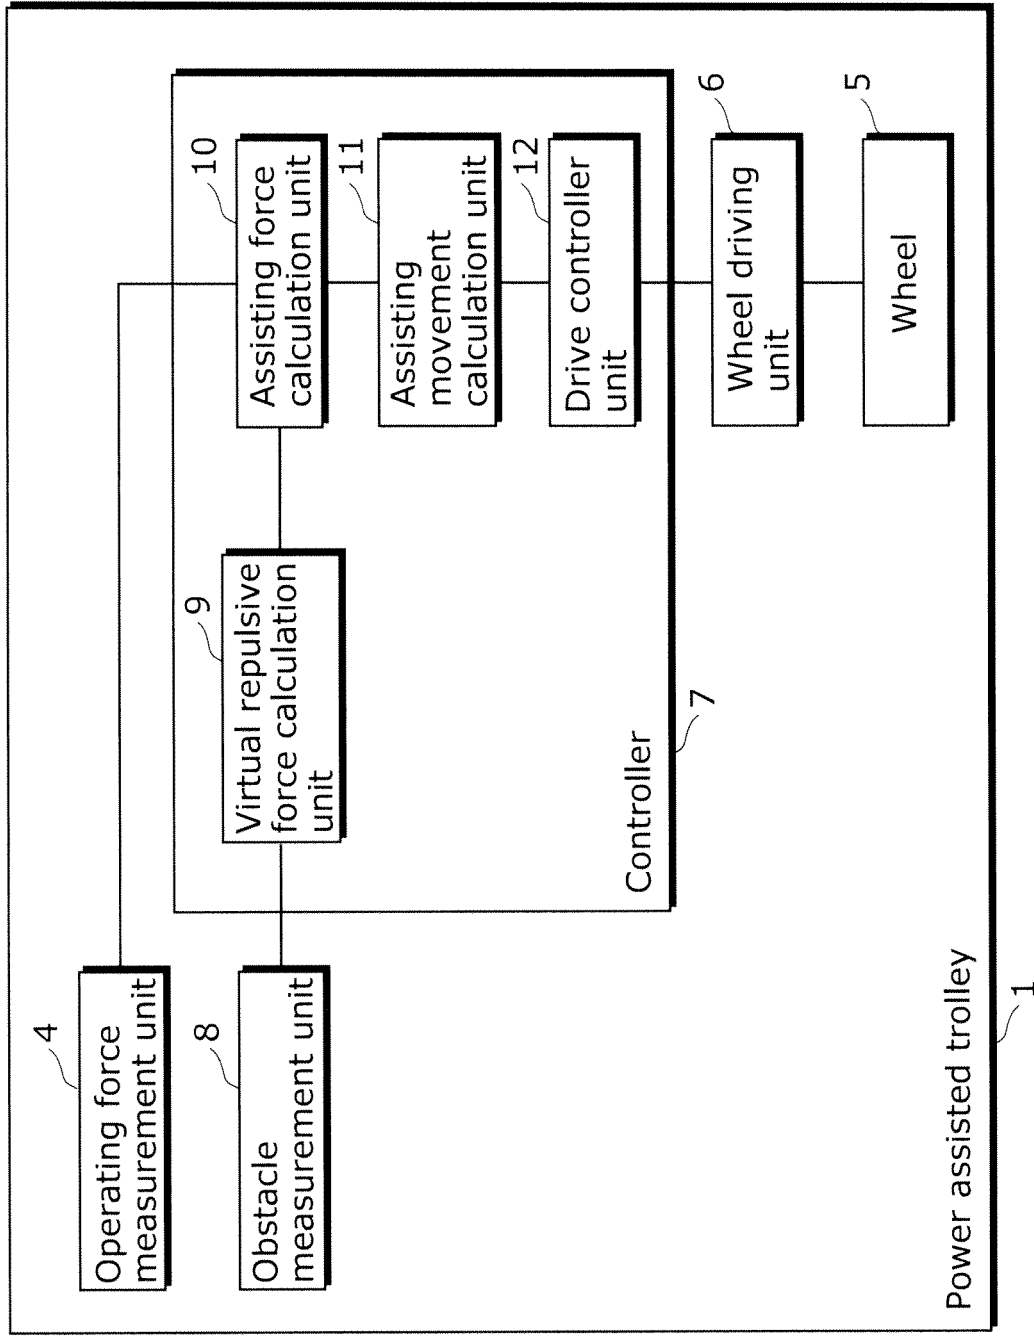 4
Operating force
measurement unit
8
Obstacle
measurement unit
9
Virtual repulsive
force calculation
unit
10
Assisting force
calculation unit
11
Assisting
movement
calculation unit
12
Drive controller
unit
Controller
7
6
Wheel driving
unit
5
Wheel
Power assisted trolley
1